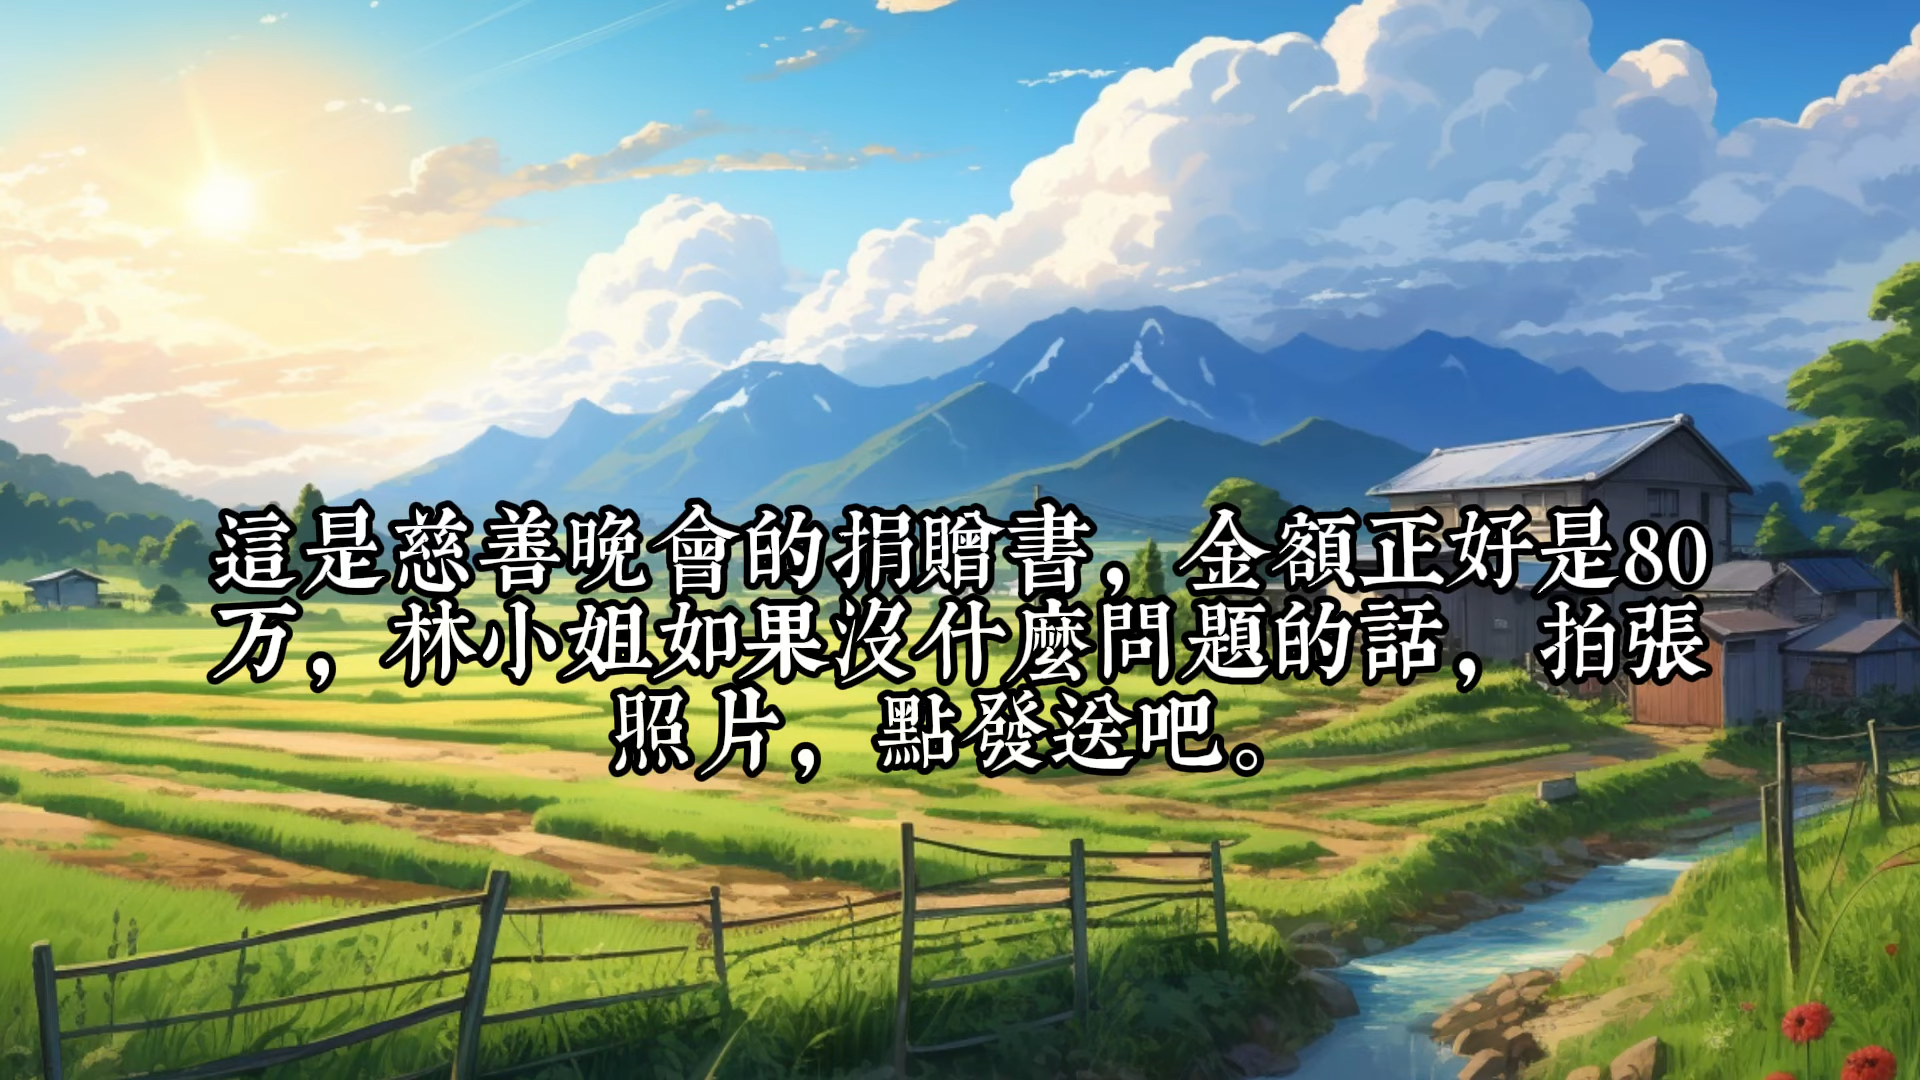 這是慈善晚會的捐贈書，金額正好是80
万，林小姐如果沒什麼問題的話，拍張
照片，點發送吧。